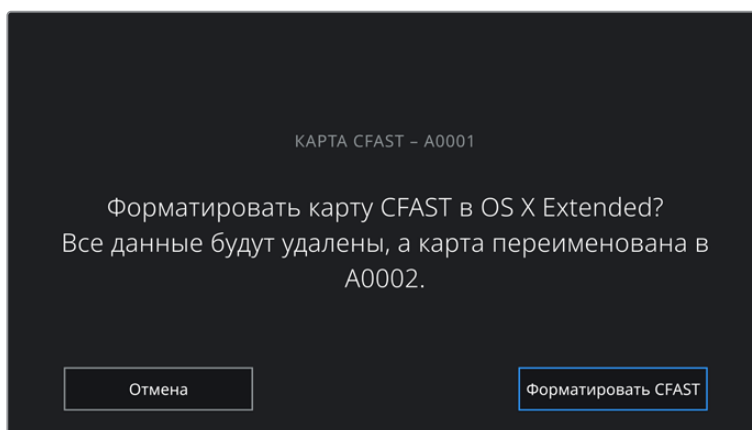 КАРТА CFAST – A0001
Форматировать карту CFAST в OS X Extended?
Все данные будут удалены, а карта переименована в
A0002.
Отмена
Форматировать CFAST